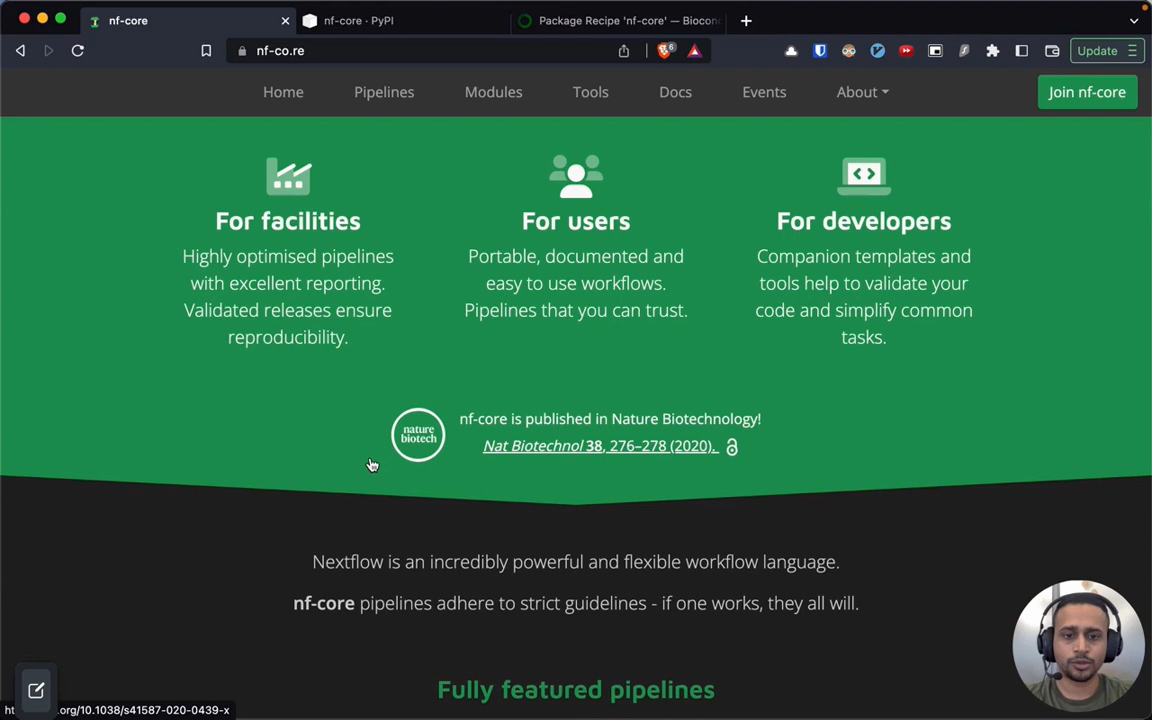 nf-core
nf-core · PyPI
Package Recipe 'nf-core' — Biocon
nf-co.re
6
Update
Home
Pipelines
Modules
Tools
Docs
Events
About
Join nf-core
For facilities
Highly optimised pipelines
with excellent reporting.
Validated releases ensure
reproducibility.
For users
Portable, documented and
easy to use workflows.
Pipelines that you can trust.
For developers
Companion templates and
tools help to validate your
code and simplify common
tasks.
nature
biotech
nf-core is published in Nature Biotechnology!
Nat Biotechnol 38, 276–278 (2020).
Nextflow is an incredibly powerful and flexible workflow language.
nf-core pipelines adhere to strict guidelines - if one works, they all will.
Fully featured pipelines
.org/10.1038/s41587-020-0439-x